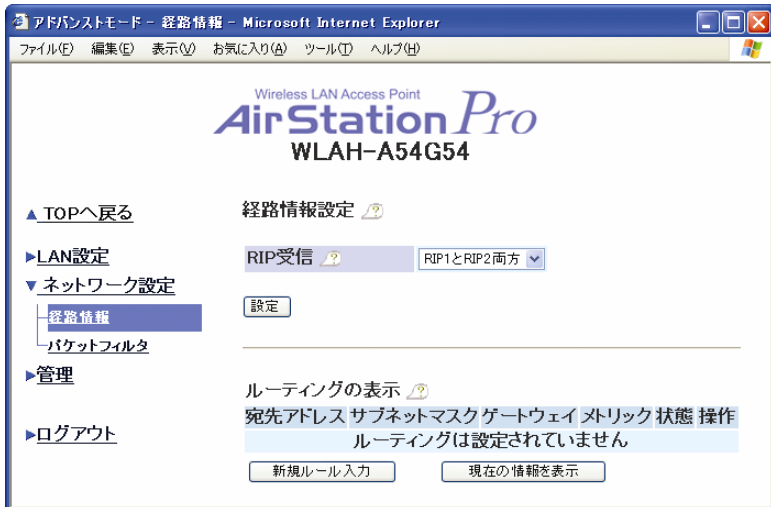 アドバンストモード - 経路情報 - Microsoft Internet Explorer
ファイル(F) 編集(E) 表示(V) お気に入り(A) ツール(T) ヘルプ(H)
Wireless LAN Access Point
AirStation Pro
WLAH-A54G54
▲ TOPへ戻る
▶LAN設定
▼ ネットワーク設定
経路情報
パケットフィルタ
▶管理
▶ログアウト
経路情報設定 ?
RIP受信 ? RIP1とRIP2両方
設定
ルーティングの表示 ?
宛先アドレス サブネットマスク ゲートウェイ メトリック 状態 操作
ルーティングは設定されていません
新規ルール入力 現在の情報を表示